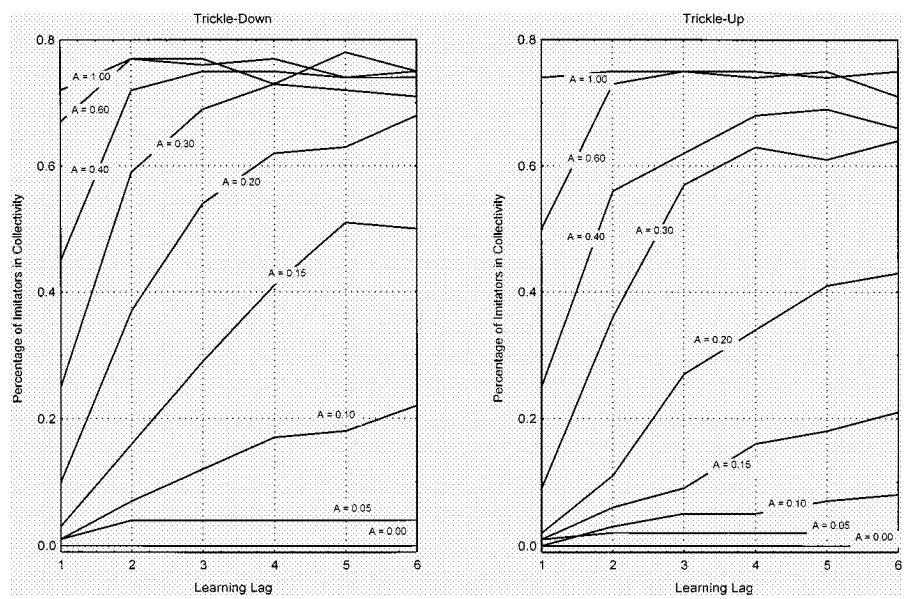 Trickle-Down
Percentage of Imitators in Collectivity
0.8
0.6
0.4
0.2
0.0
A = 1.00
A = 0.60
A = 0.40
A = 0.30
A = 0.20
A = 0.15
A = 0.10
A = 0.05
A = 0.00
1 2 3 4 5 6
Learning Lag
Trickle-Up
Percentage of Imitators in Collectivity
0.8
0.6
0.4
0.2
0.0
A = 1.00
A = 0.60
A = 0.40
A = 0.30
A = 0.20
A = 0.15
A = 0.10
A = 0.05
A = 0.00
1 2 3 4 5 6
Learning Lag